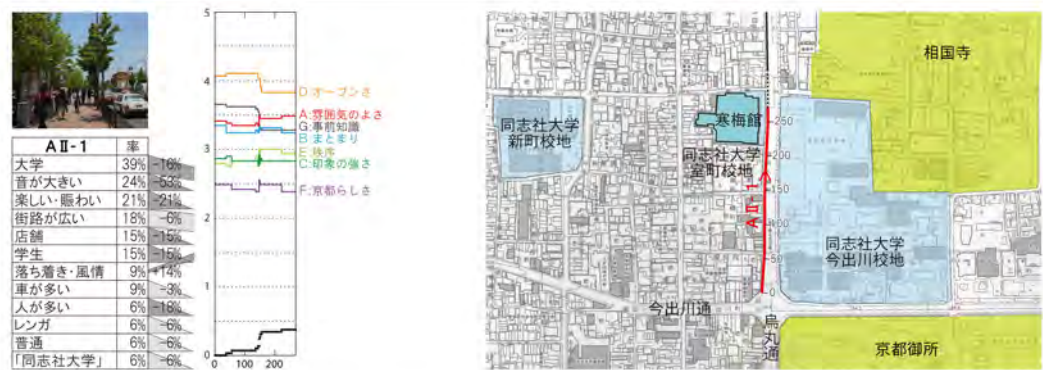 AⅡ-1 率
大学 39% -16%
音が大きい 24% -53%
楽しい・賑わい 21% -21%
街路が広い 18% -6%
店舗 15% -15%
学生 15% -15%
落ち着き・風情 9% +14%
車が多い 9% -3%
人が多い 6% -18%
レンガ 6% -6%
普通 6% -6%
「同志社大学」 6% -6%
5
4
3
2
1
0
0 100 200
D:オープンさ
A:雰囲気のよさ
G:事前知識
B:まとまり
E:秩序
C:印象の強さ
F:京都らしさ
相国寺
同志社大学
新町校地
寒梅館
同志社大学
室町校地
同志社大学
今出川校地
AⅡ-1
250
200
150
100
50
0
今出川通
烏丸通
京都御所